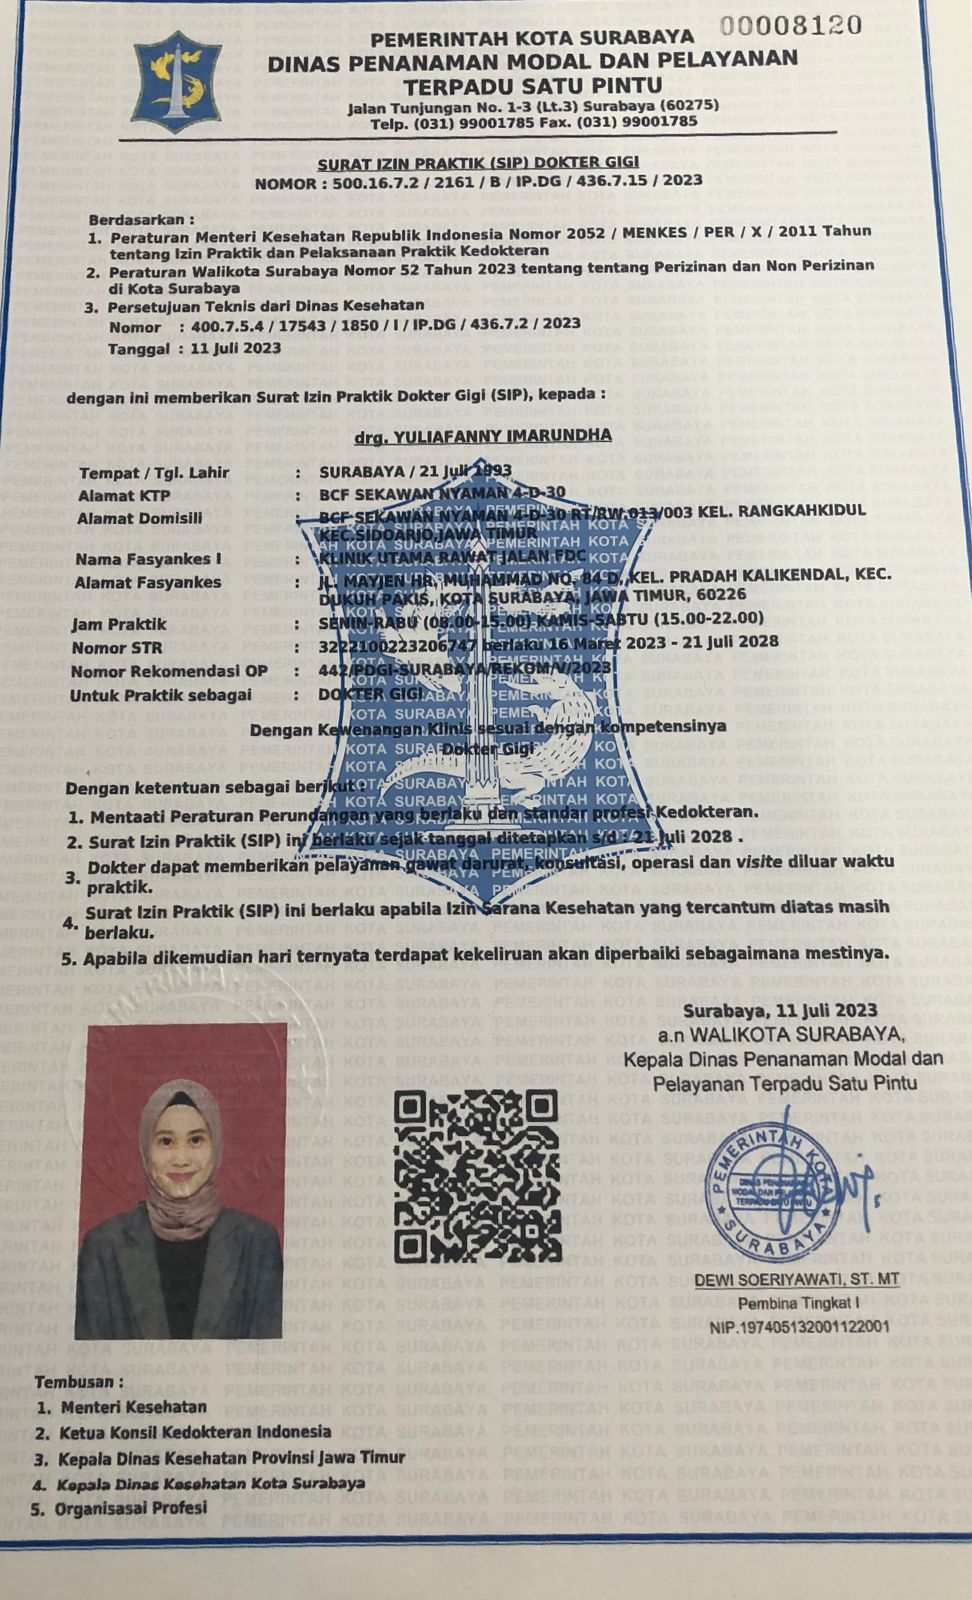 00008120
PEMERINTAH KOTA SURABAYA
DINAS PENANAMAN MODAL DAN PELAYANAN
TERPADU SATU PINTU
Jalan Tunjungan No. 1-3 (Lt.3) Surabaya (60275)
Telp. (031) 99001785 Fax. (031) 99001785
SURAT IZIN PRAKTIK (SIP) DOKTER GIGI
NOMOR : 500.16.7.2 / 2161 / B / IP.DG / 436.7.15 / 2023
Berdasarkan :
1. Peraturan Menteri Kesehatan Republik Indonesia Nomor 2052 / MENKES / PER / X / 2011 Tahun
tentang Izin Praktik dan Pelaksanaan Praktik Kedokteran
2. Peraturan Walikota Surabaya Nomor 52 Tahun 2023 tentang tentang Perizinan dan Non Perizinan
di Kota Surabaya
3. Persetujuan Teknis dari Dinas Kesehatan
Nomor : 400.7.5.4 / 17543 / 1850 / I / IP.DG / 436.7.2 / 2023
Tanggal : 11 Juli 2023
dengan ini memberikan Surat Izin Praktik Dokter Gigi (SIP), kepada :
drg. YULIAFANNY IMARUNDHA
Tempat / Tgl. Lahir : SURABAYA / 21 Juli 1993
Alamat KTP : BCF SEKAWAN NYAMAN 4-D-30
Alamat Domisili : BCF SEKAWAN NYAMAN 4-D-30 RT/RW.013/003 KEL. RANGKAHKIDUL
KEC.SIDOARJO,JAWA TIMUR
Nama Fasyankes I : KLINIK UTAMA RAWAT JALAN FDC
Alamat Fasyankes : JL. MAYJEN HR. MUHAMMAD NO. 84 D, KEL. PRADAH KALIKENDAL, KEC.
DUKUH PAKIS, KOTA SURABAYA, JAWA TIMUR, 60226
Jam Praktik : SENIN-RABU (08.00-15.00) KAMIS-SABTU (15.00-22.00)
Nomor STR : 3222100223206747 berlaku 16 Maret 2023 - 21 Juli 2028
Nomor Rekomendasi OP : 442/PDGI-SURABAYA/REKOM/V/2023
Untuk Praktik sebagai : DOKTER GIGI
Dengan Kewenangan Klinis sesuai dengan kompetensinya
Dokter Gigi
Dengan ketentuan sebagai berikut :
1. Mentaati Peraturan Perundangan yang berlaku dan standar profesi Kedokteran.
2. Surat Izin Praktik (SIP) ini berlaku sejak tanggal ditetapkan s/d : 21 Juli 2028 .
3. Dokter dapat memberikan pelayanan gawat darurat, konsultasi, operasi dan visite diluar waktu
praktik.
4. Surat Izin Praktik (SIP) ini berlaku apabila Izin Sarana Kesehatan yang tercantum diatas masih
berlaku.
5. Apabila dikemudian hari ternyata terdapat kekeliruan akan diperbaiki sebagaimana mestinya.
Surabaya, 11 Juli 2023
a.n WALIKOTA SURABAYA,
Kepala Dinas Penanaman Modal dan
Pelayanan Terpadu Satu Pintu
PEMERINTAH KOTA
DINAS PENANAMAN
MODAL DAN PELAYANAN
TERPADU SATU PINTU
SURABAYA
DEWI SOERIYAWATI, ST. MT
Pembina Tingkat I
NIP.197405132001122001
Tembusan :
1. Menteri Kesehatan
2. Ketua Konsil Kedokteran Indonesia
3. Kepala Dinas Kesehatan Provinsi Jawa Timur
4. Kepala Dinas Kesehatan Kota Surabaya
5. Organisasai Profesi